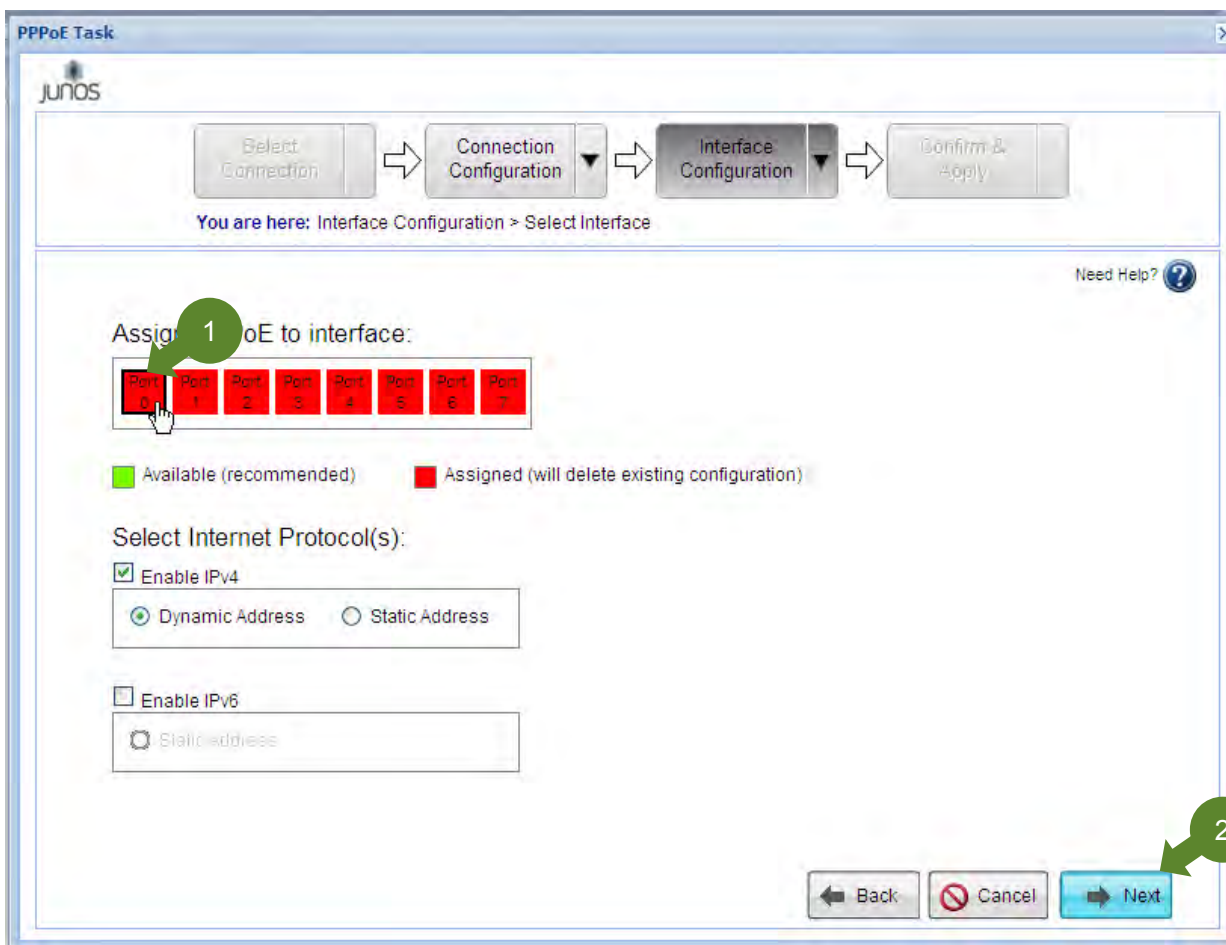 PPPoE Task
Junos
Select
Connection
Connection
Configuration
Interface
Configuration
Confirm &
Apply
You are here: Interface Configuration > Select Interface
Need Help? ?
Assig 1 oE to interface:
Port 0 Port 1 Port 2 Port 3 Port 4 Port 5 Port 6 Port 7
Available (recommended) Assigned (will delete existing configuration)
Select Internet Protocol(s):
Enable IPv4
Dynamic Address Static Address
Enable IPv6
Static address
2
Back Cancel Next